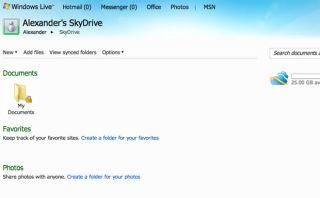 Windows Live™ Hotmail (0) Messenger (0) Office Photos | MSN
Alexander's SkyDrive
Alexander ▸ SkyDrive
New▾ Add files View synced folders Options▾
Search documents
25.00 GB av
Documents
My
Documents
Favorites
Keep track of your favorite sites. Create a folder for your favorites
Photos
Share photos with anyone. Create a folder for your photos